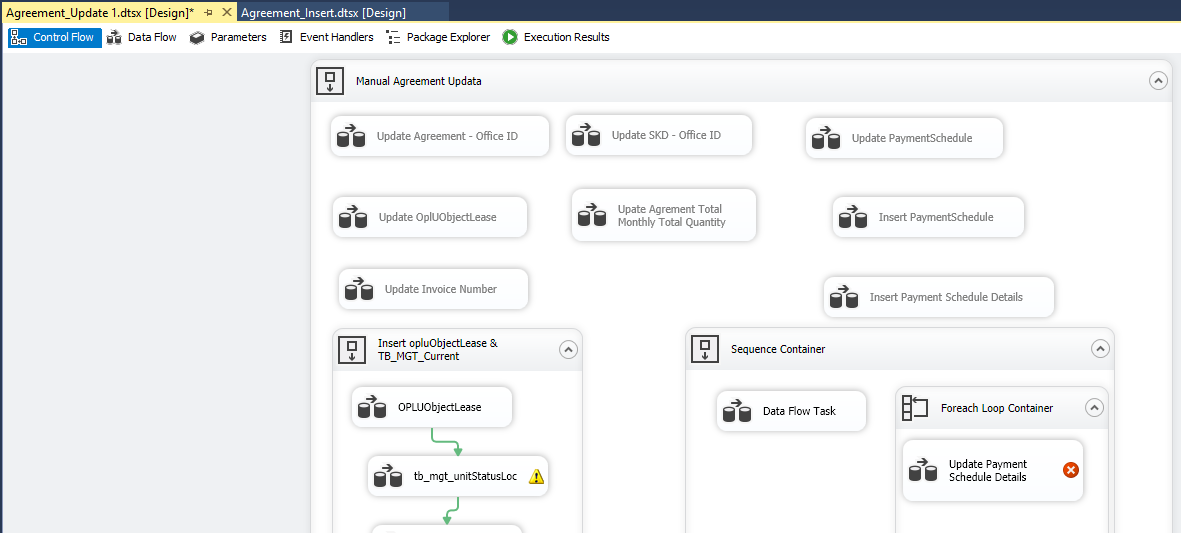 Agreement_Update 1.dtsx [Design]*
Agreement_Insert.dtsx [Design]
Control Flow
Data Flow
Parameters
Event Handlers
Package Explorer
Execution Results
Manual Agreement Updata
Update Agreement - Office ID
Update SKD - Office ID
Update PaymentSchedule
Update OplUObjectLease
Upate Agrement Total
Monthly Total Quantity
Insert PaymentSchedule
Update Invoice Number
Insert Payment Schedule Details
Insert opluObjectLease &
TB_MGT_Current
Sequence Container
OPLUObjectLease
Data Flow Task
Foreach Loop Container
tb_mgt_unitStatusLoc
Update Payment
Schedule Details